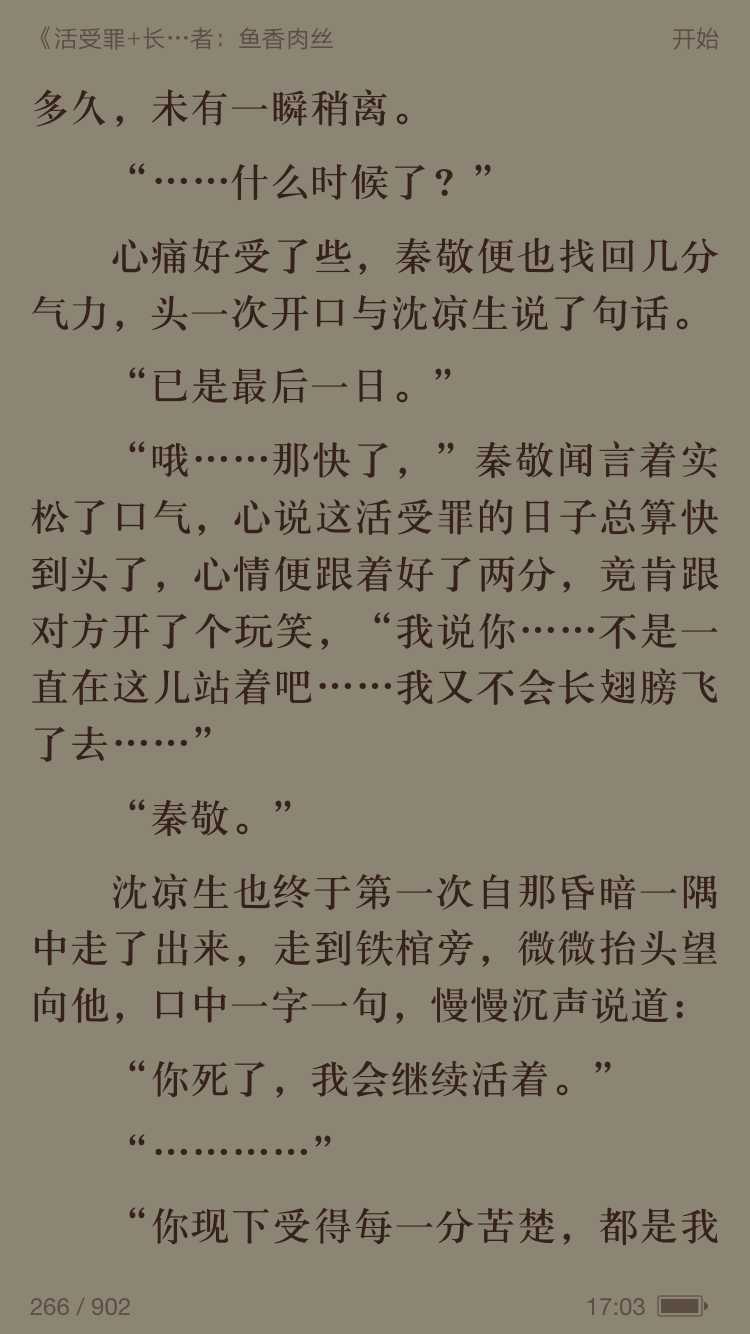 《活受罪+长…者：鱼香肉丝
开始
多久，未有一瞬稍离。
“……什么时候了？”
心痛好受了些，秦敬便也找回几分
气力，头一次开口与沈凉生说了句话。
“已是最后一日。”
“哦……那快了，”秦敬闻言着实
松了口气，心说这活受罪的日子总算快
到头了，心情便跟着好了两分，竟肯跟
对方开了个玩笑，“我说你……不是一
直在这儿站着吧……我又不会长翅膀飞
了去……”
“秦敬。”
沈凉生也终于第一次自那昏暗一隅
中走了出来，走到铁棺旁，微微抬头望
向他，口中一字一句，慢慢沉声说道：
“你死了，我会继续活着。”
“…………”
“你现下受得每一分苦楚，都是我
266 / 902
17:03